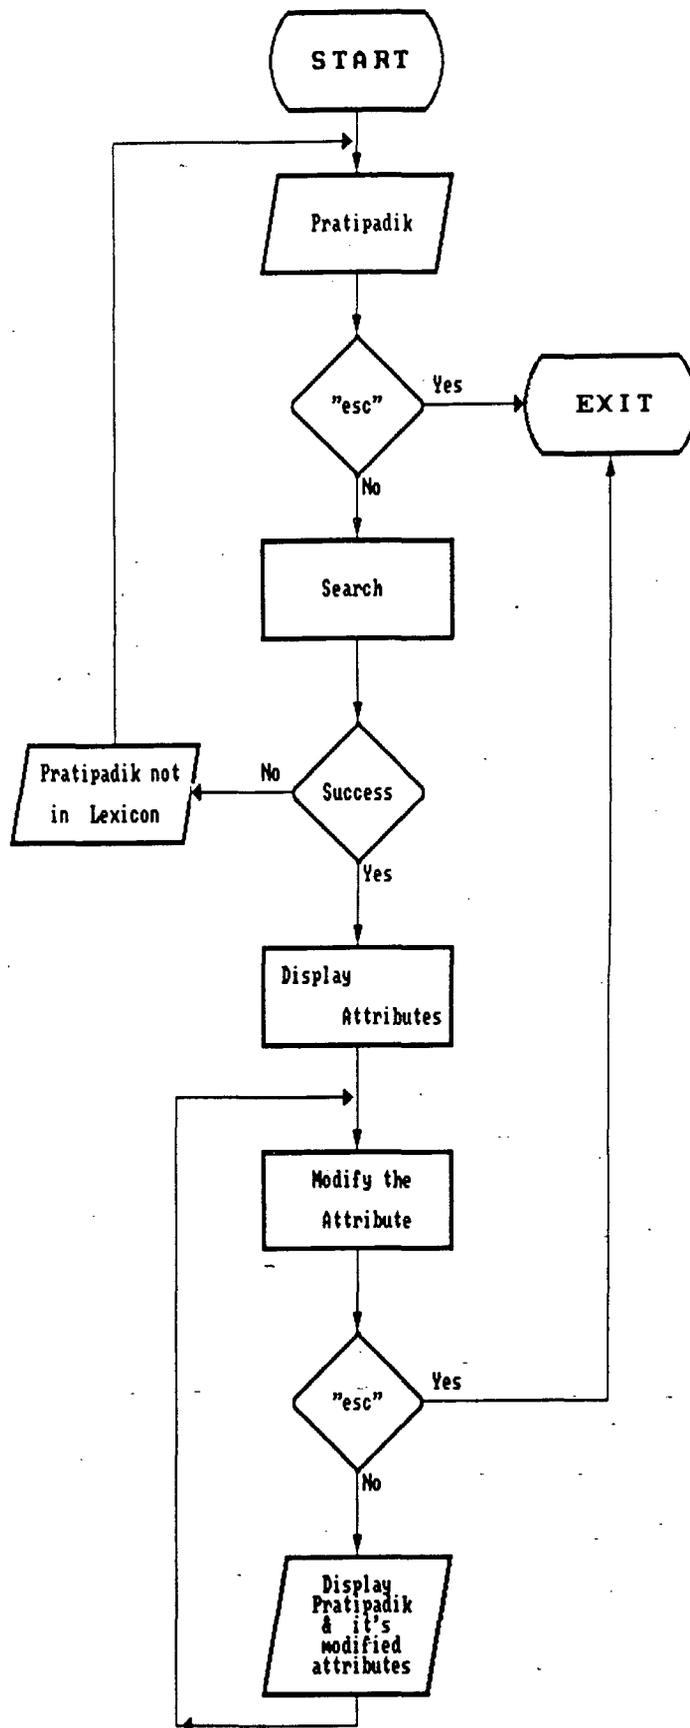 START
Pratipadik
"esc"
Yes
EXIT
No
Search
Pratipadik not
in Lexicon
No
Success
Yes
Display
Attributes
Modify the
Attribute
"esc"
Yes
No
Display
Pratipadik
& it's
modified
attributes